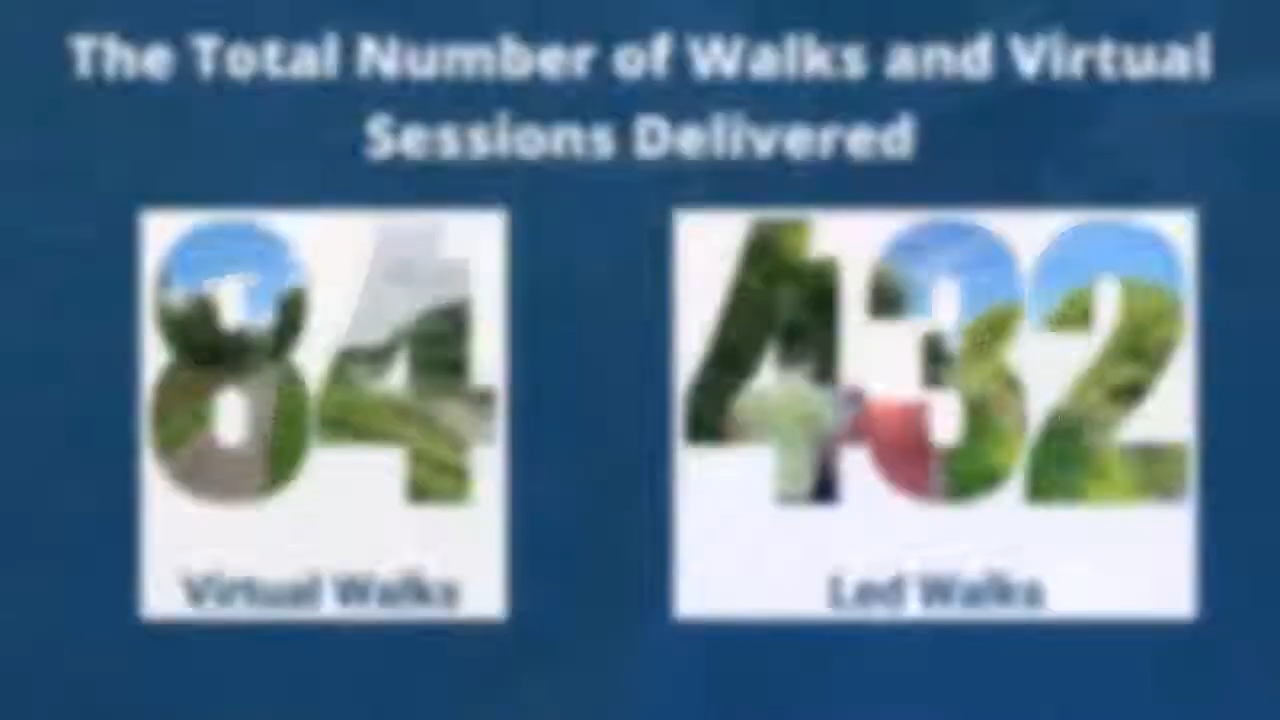 The Total Number of Walks and Virtual
Sessions Delivered
84
432
Virtual Walks
Led Walks